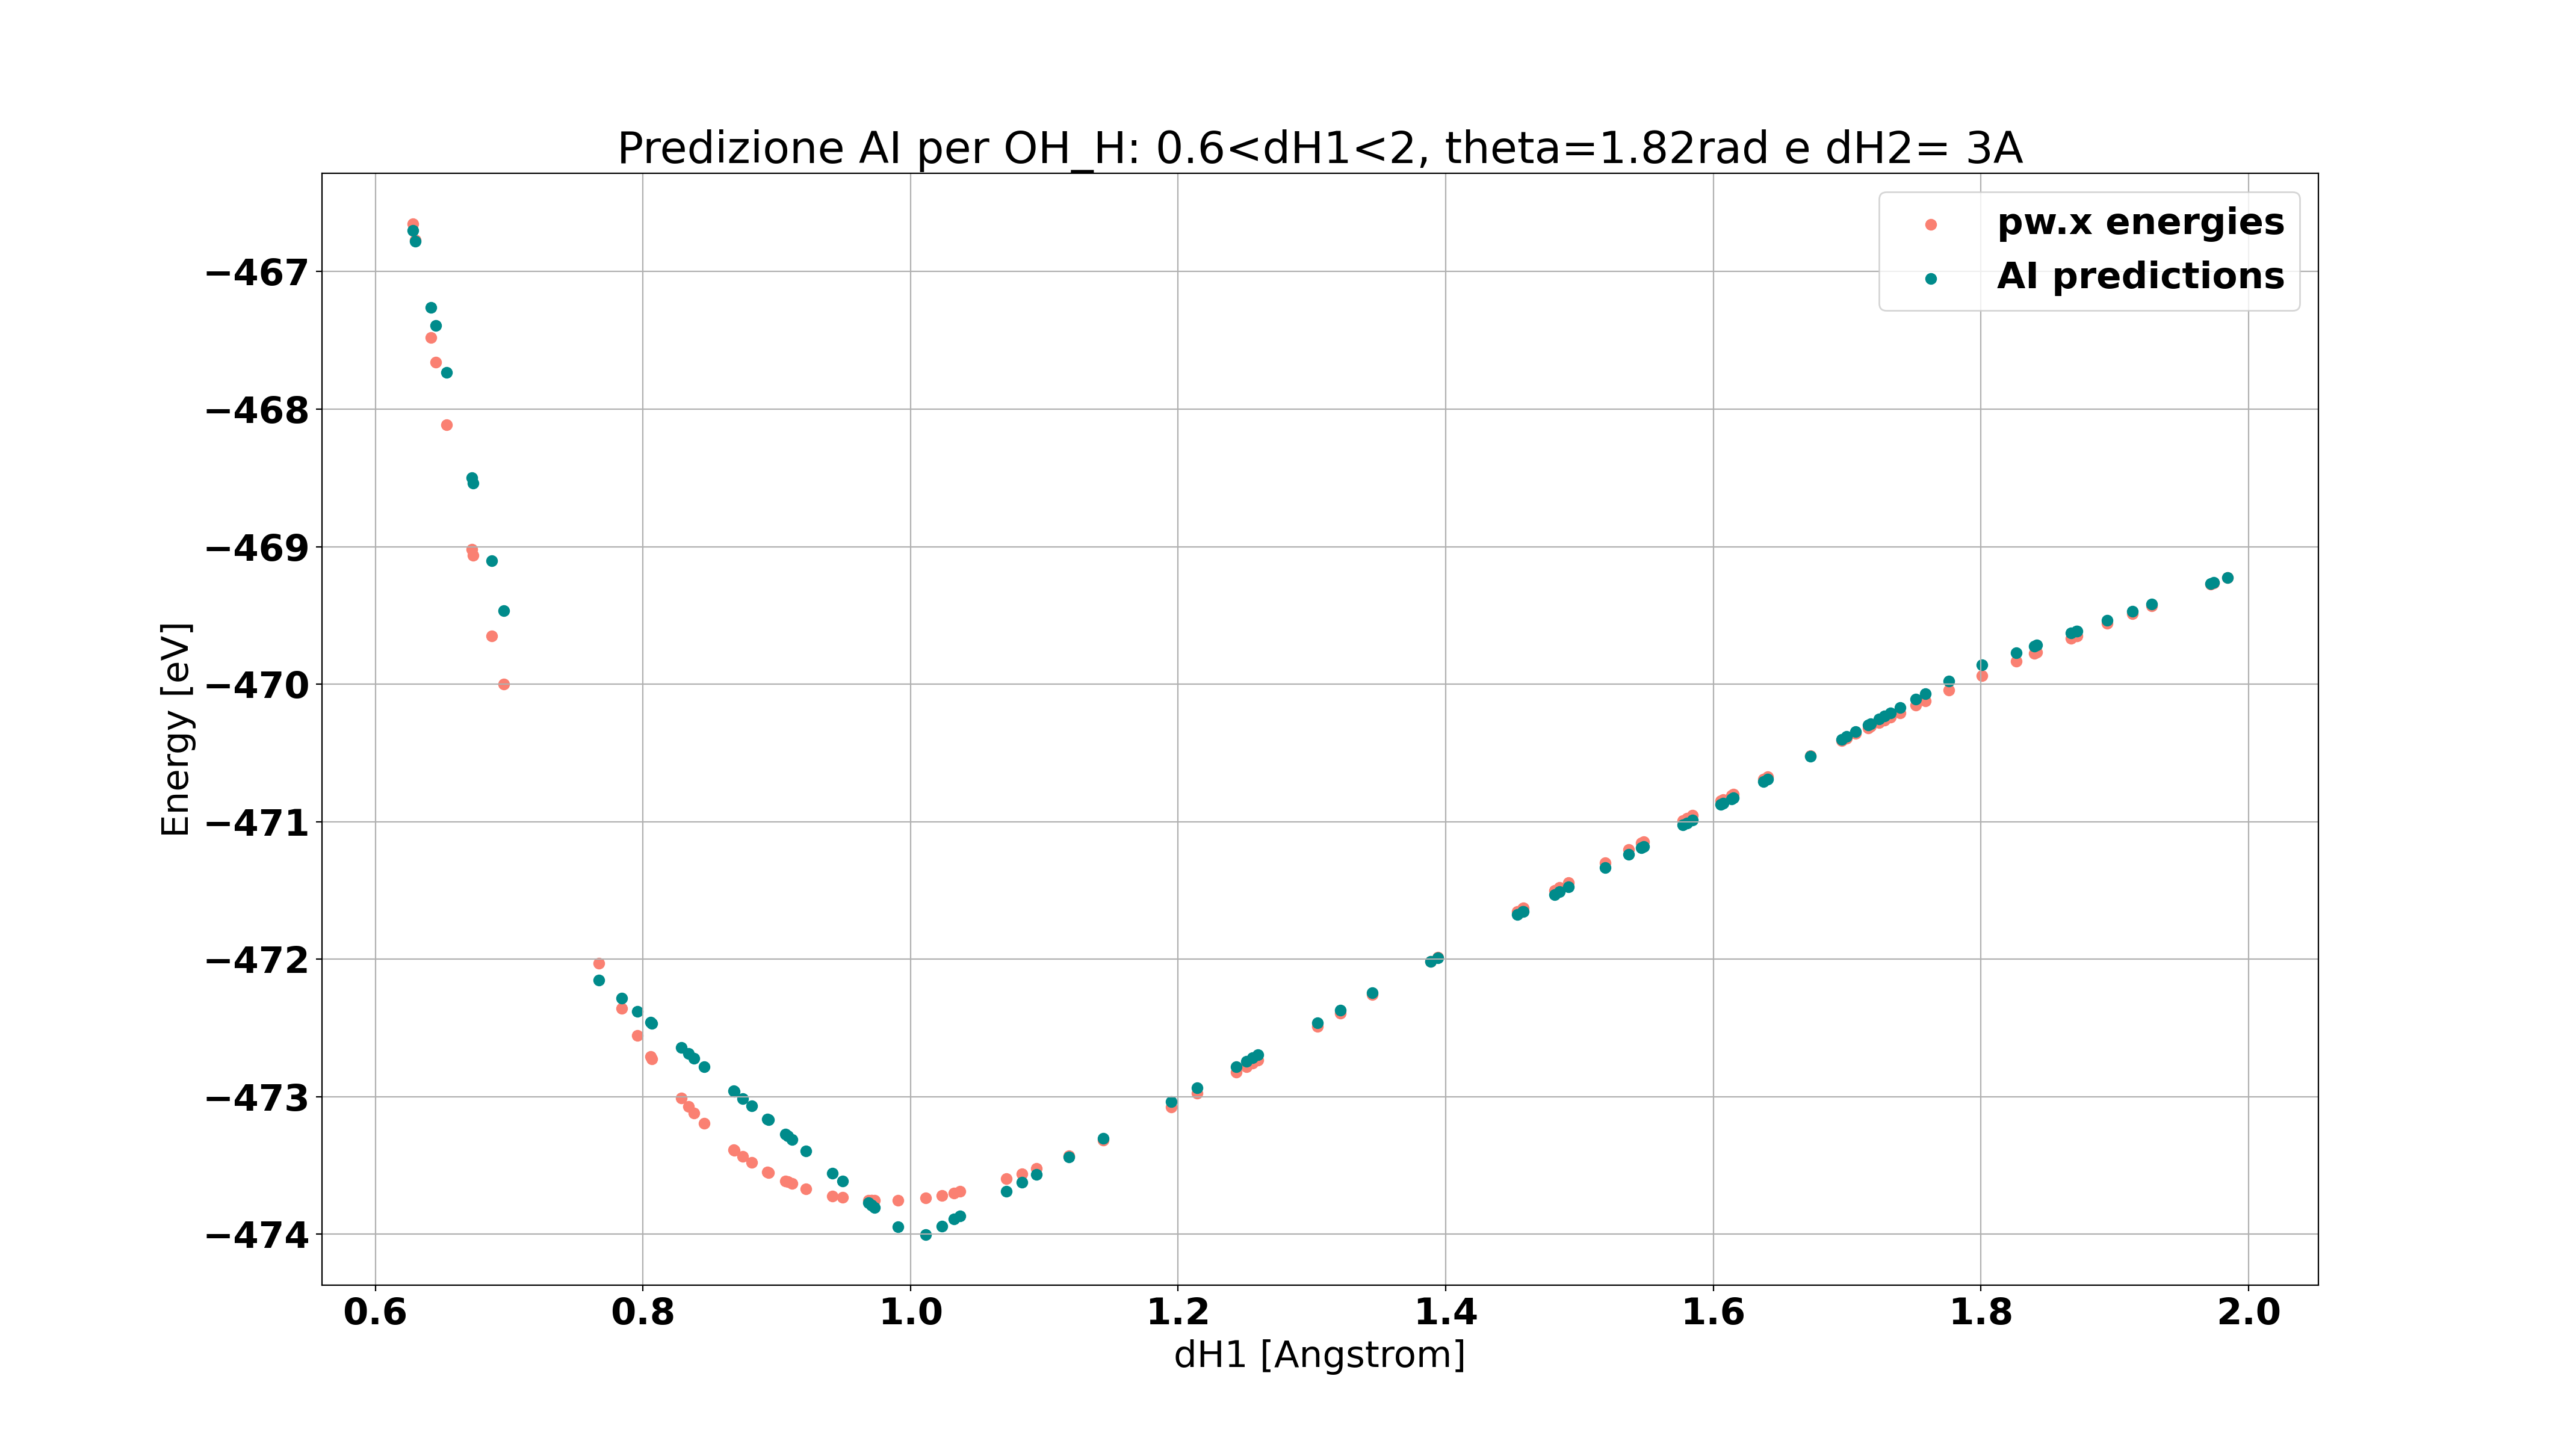 Predizione AI per OH_H: 0.6<dH1<2, theta=1.82rad e dH2= 3A
pw.x energies
AI predictions
−467
−468
−469
−470
−471
−472
−473
−474
Energy [eV]
0.6 0.8 1.0 1.2 1.4 1.6 1.8 2.0
dH1 [Angstrom]